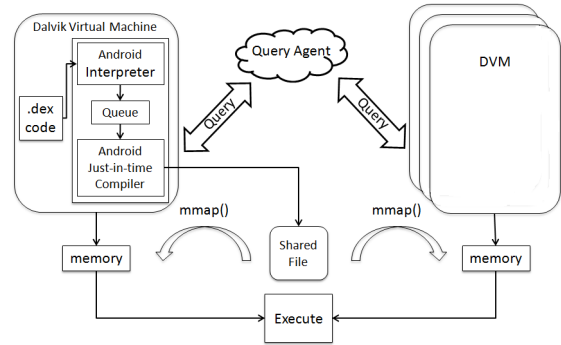 Dalvik Virtual Machine
Android
Interpreter
.dex
code
Queue
Android
Just-in-time
Compiler
Query Agent
Query
Query
DVM
mmap()
mmap()
memory
Shared
File
memory
Execute